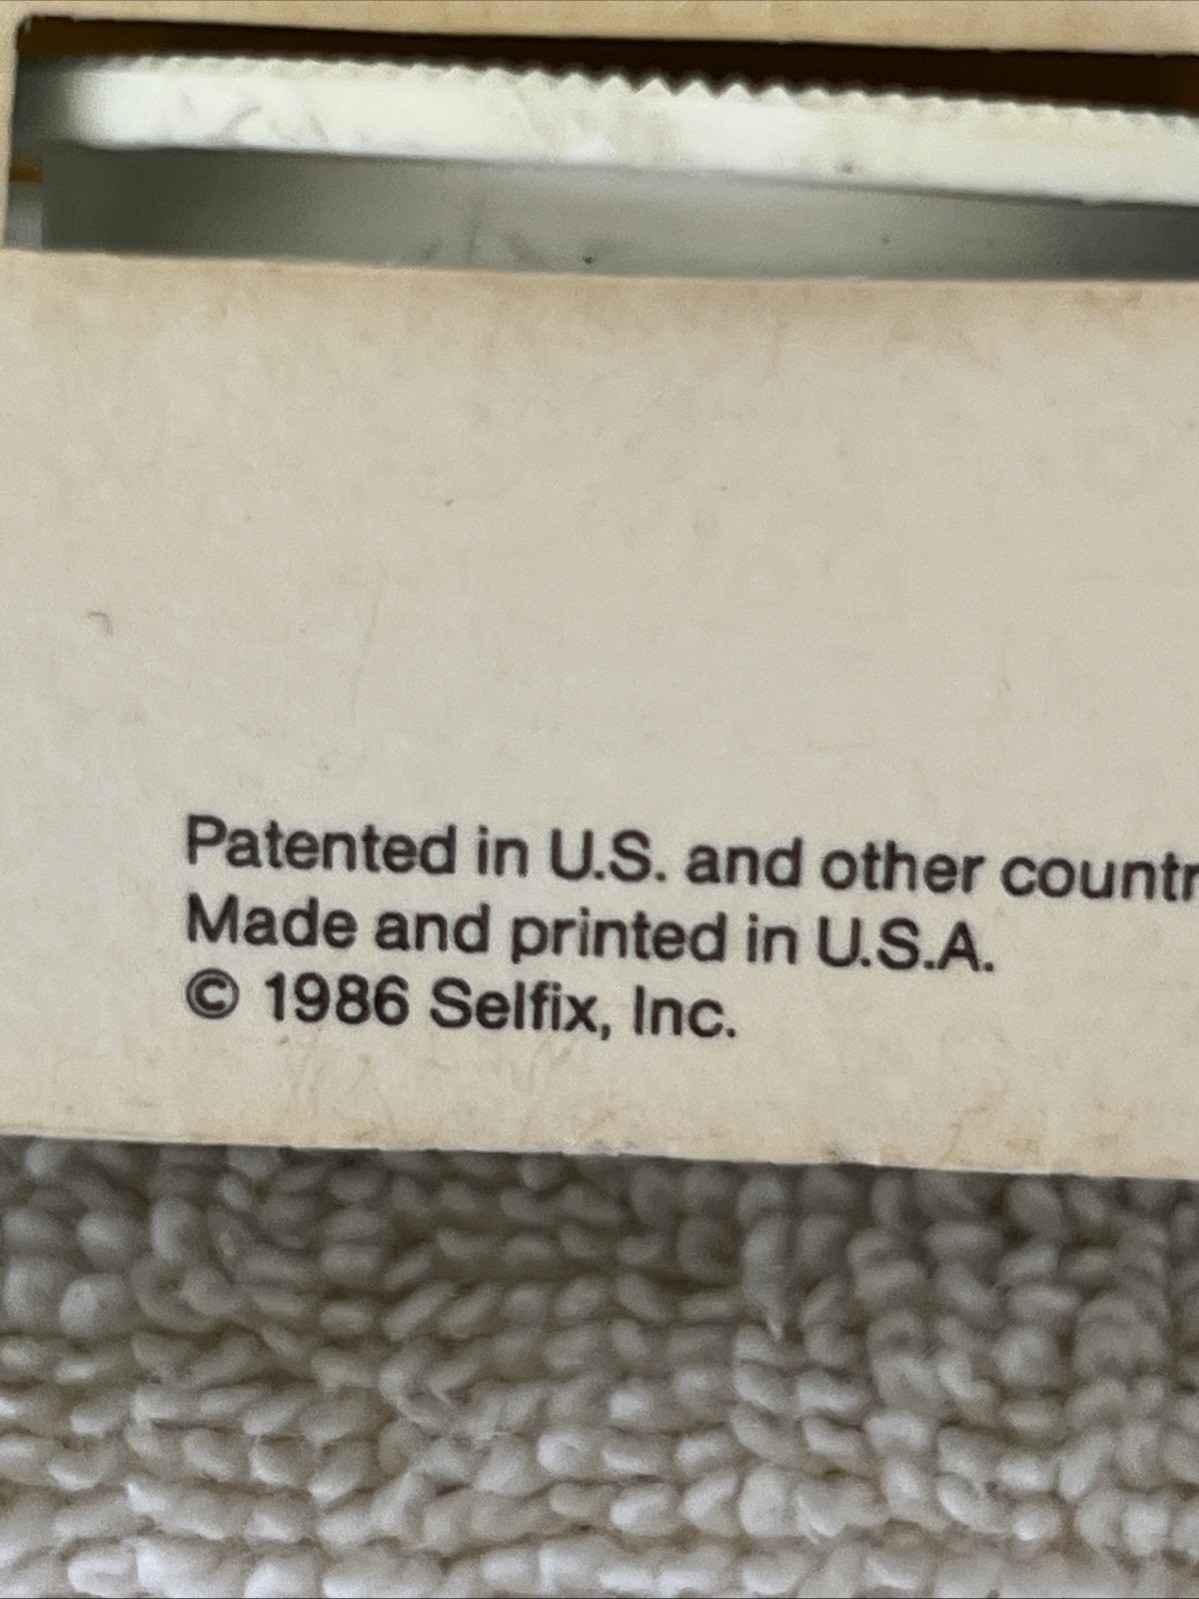 Patented in U.S. and other countr
Made and printed in U.S.A.
© 1986 Selfix, Inc.